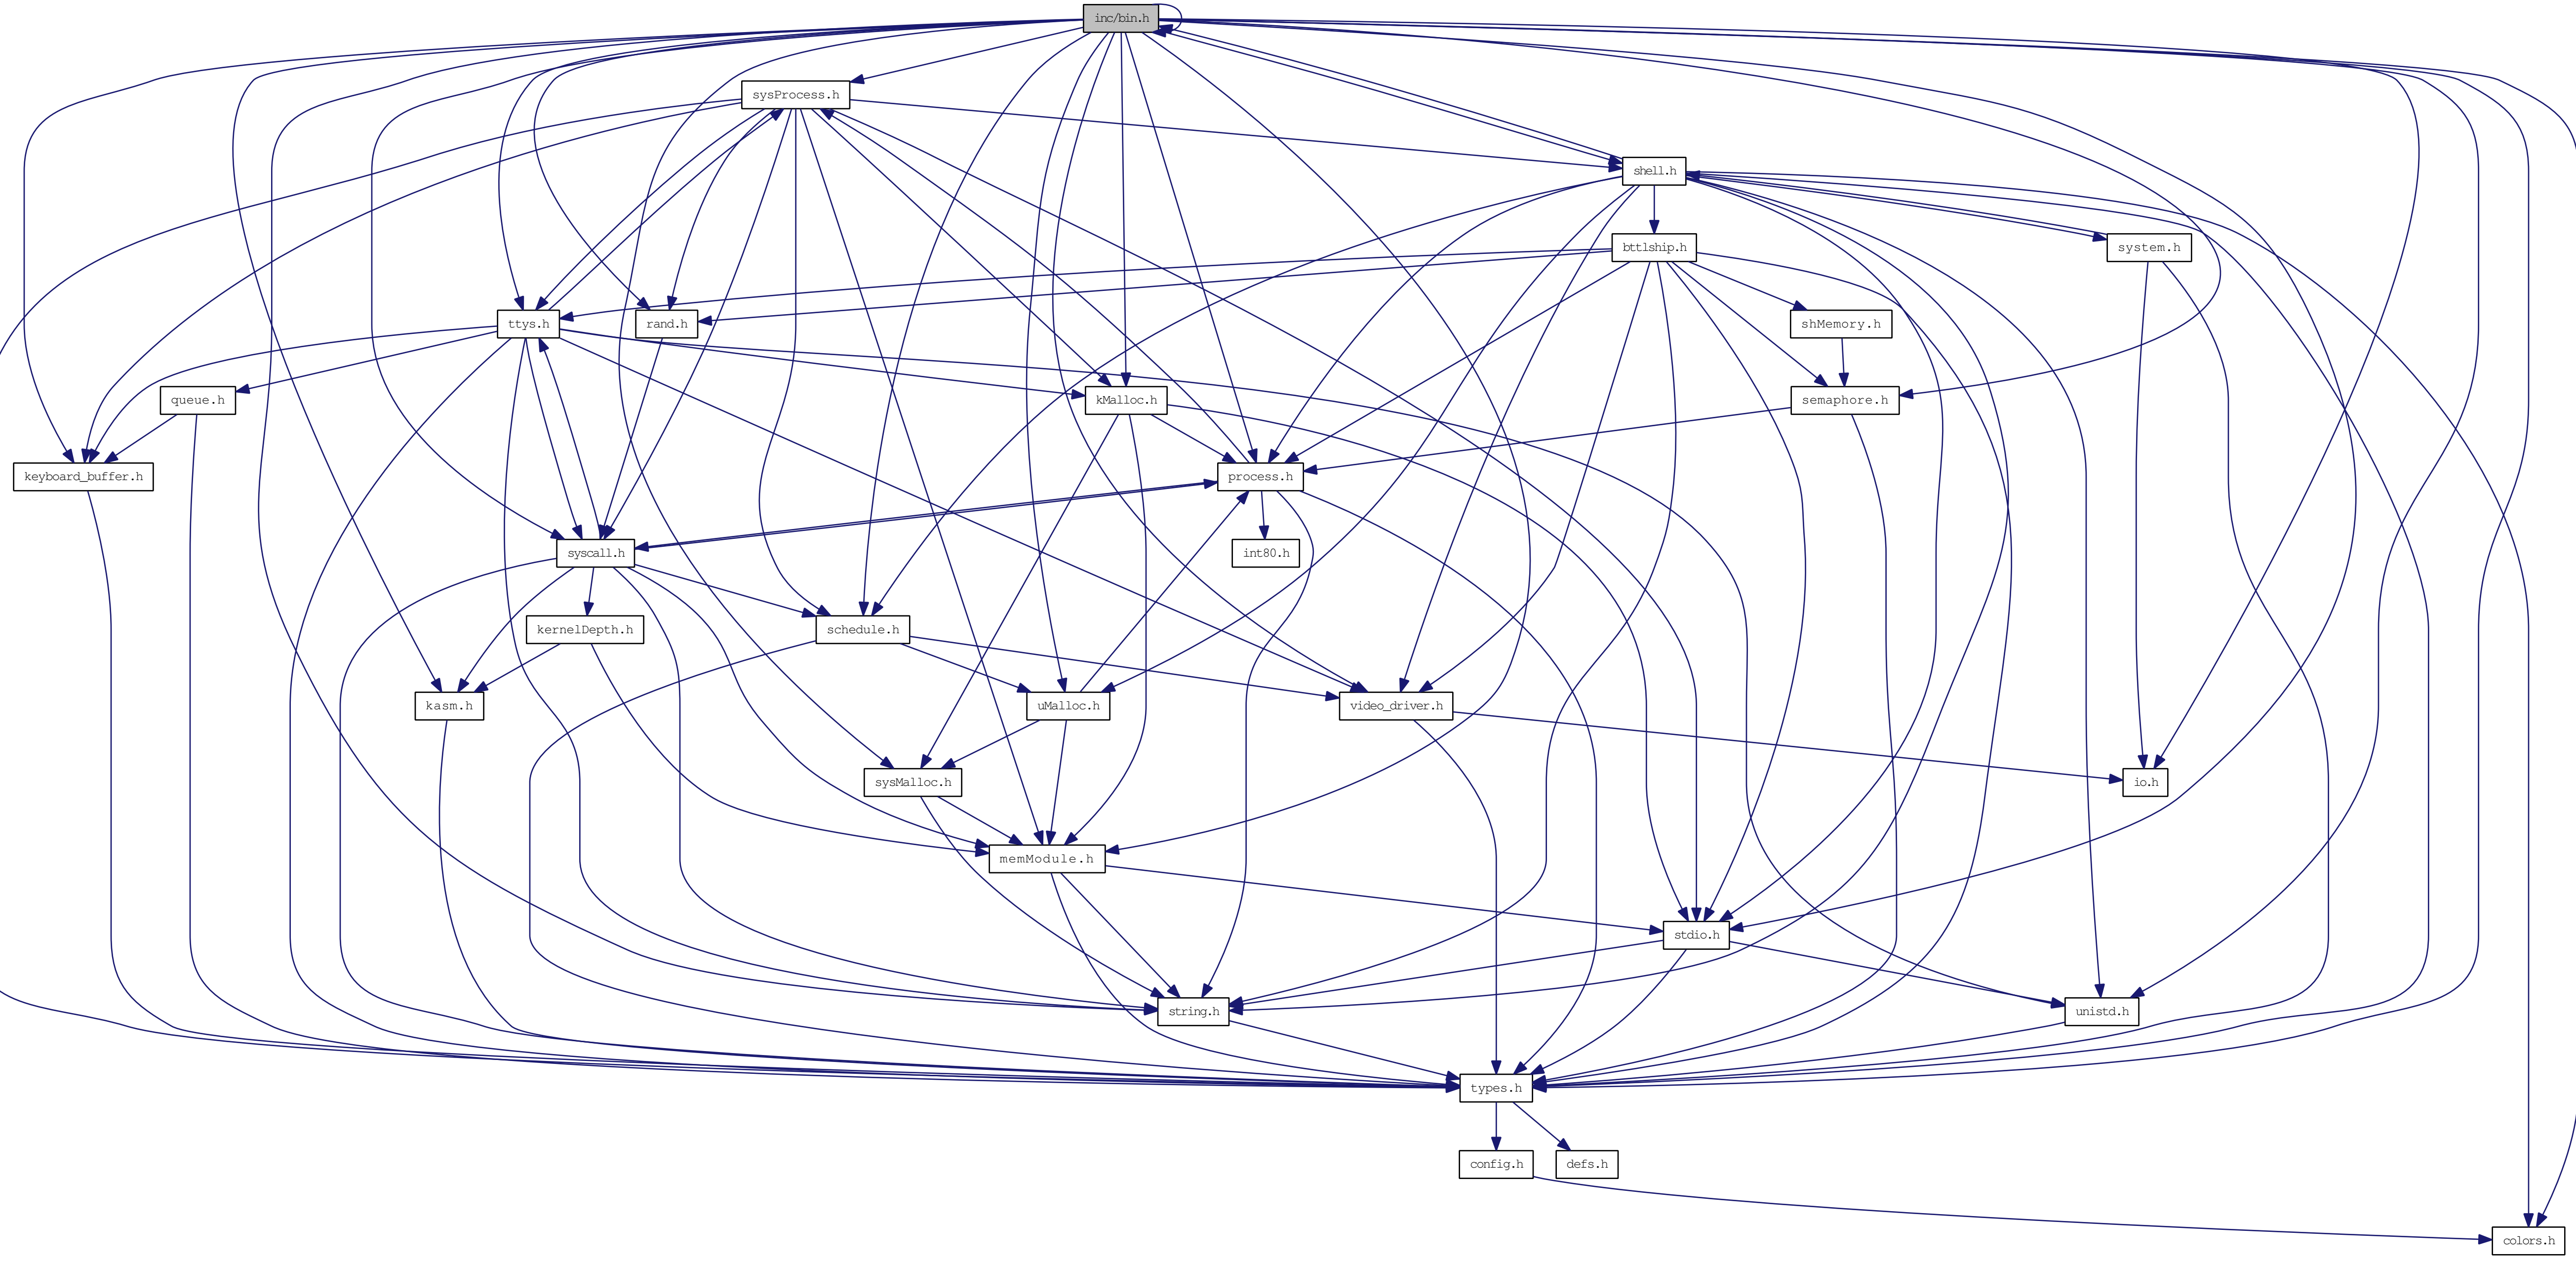 inc/bin.h
sysProcess.h
shell.h
bttlship.h
system.h
ttys.h
rand.h
shMemory.h
queue.h
kMalloc.h
semaphore.h
keyboard_buffer.h
process.h
syscall.h
int80.h
kernelDepth.h
schedule.h
kasm.h
uMalloc.h
video_driver.h
sysMalloc.h
io.h
memModule.h
stdio.h
string.h
unistd.h
types.h
config.h
defs.h
colors.h